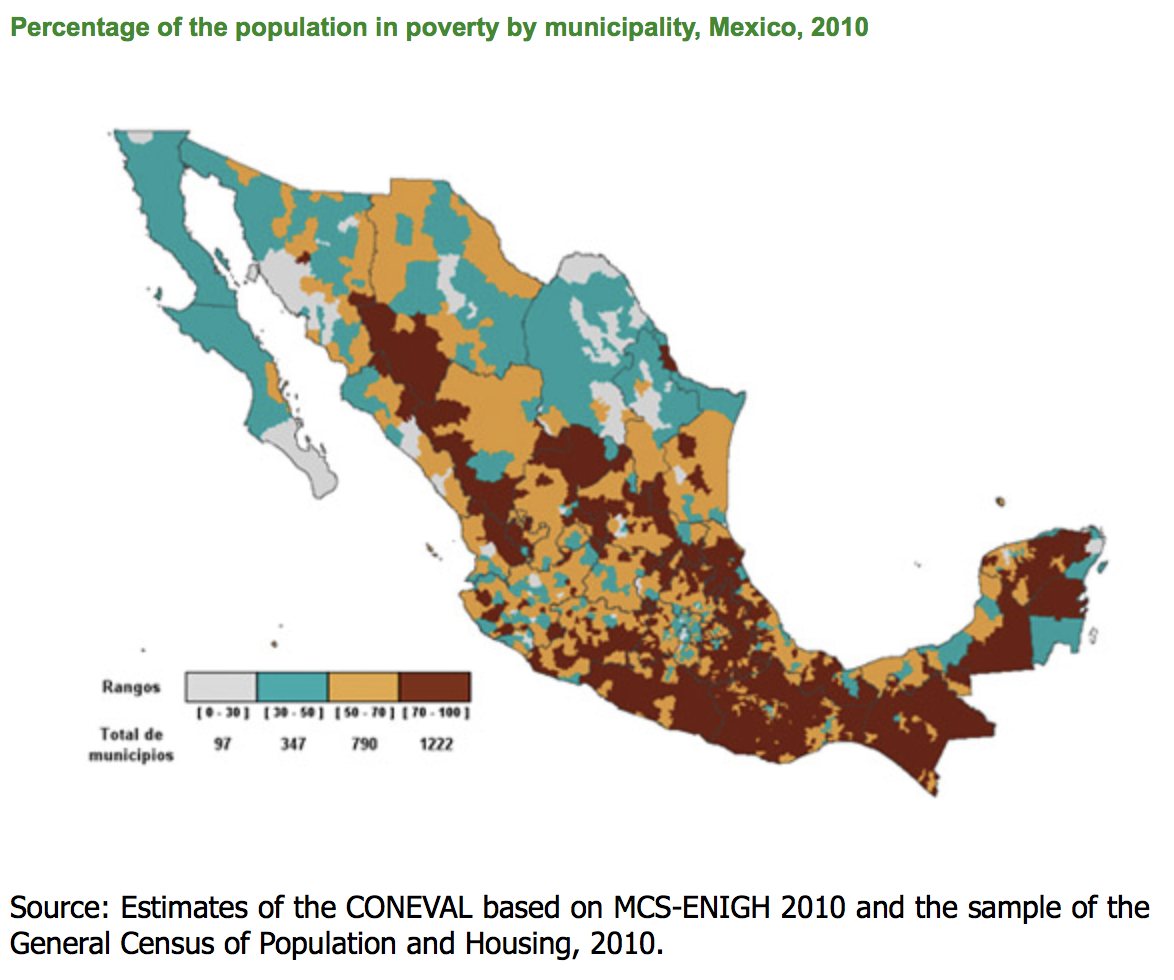 Percentage of the population in poverty by municipality, Mexico, 2010
Rangos
[ 0 - 30 ] [ 30 - 50 ] [ 50 - 70 ] [ 70 - 100 ]
Total de
municipios
97 347 790 1222
Source: Estimates of the CONEVAL based on MCS-ENIGH 2010 and the sample of the
General Census of Population and Housing, 2010.